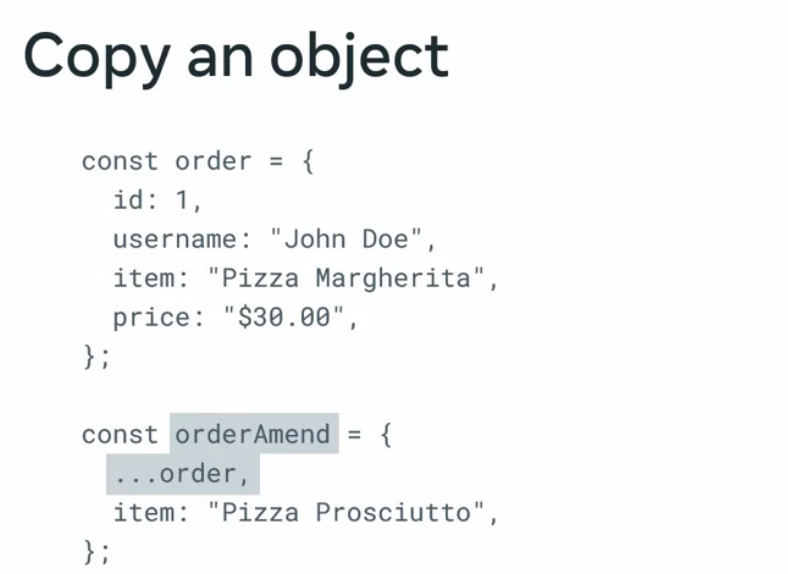 Copy an object
const order = {
  id: 1,
  username: "John Doe",
  item: "Pizza Margherita",
  price: "$30.00",
};
const orderAmend = {
  ...order,
  item: "Pizza Prosciutto",
};